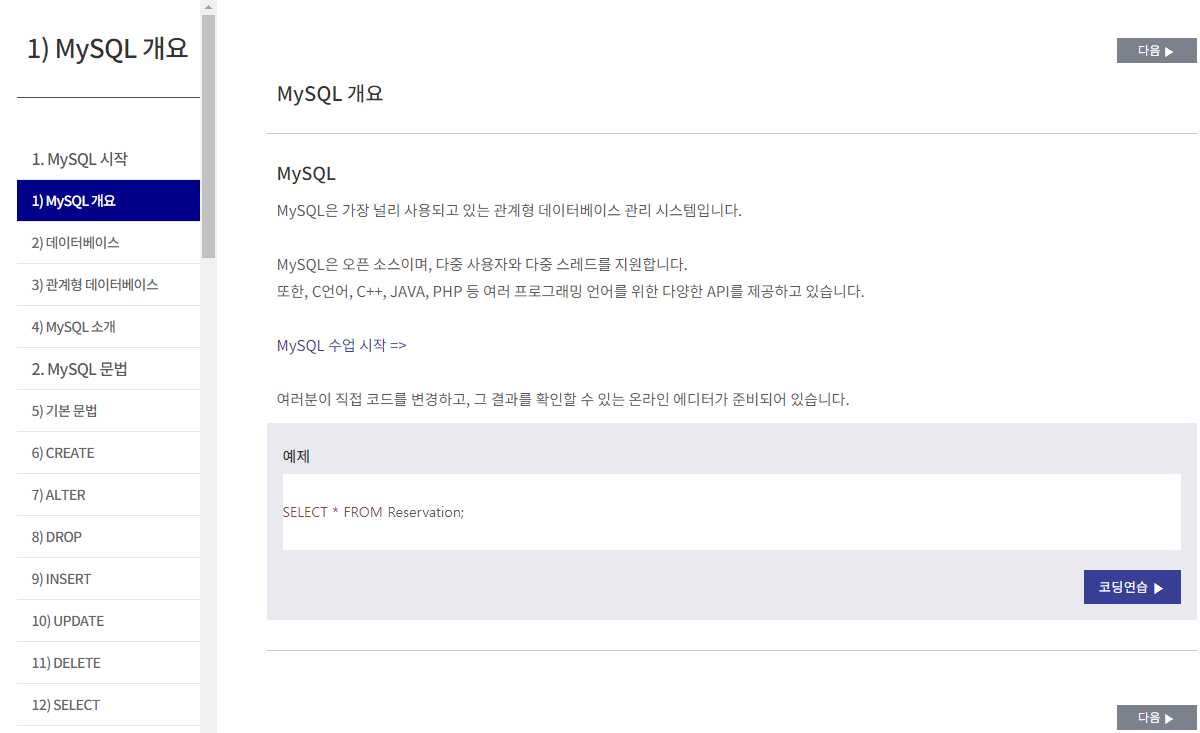 1) MySQL 개요
1. MySQL 시작
1) MySQL 개요
2) 데이터베이스
3) 관계형 데이터베이스
4) MySQL 소개
2. MySQL 문법
5) 기본 문법
6) CREATE
7) ALTER
8) DROP
9) INSERT
10) UPDATE
11) DELETE
12) SELECT
다음 ▶
MySQL 개요
MySQL
MySQL은 가장 널리 사용되고 있는 관계형 데이터베이스 관리 시스템입니다.
MySQL은 오픈 소스이며, 다중 사용자와 다중 스레드를 지원합니다.
또한, C언어, C++, JAVA, PHP 등 여러 프로그래밍 언어를 위한 다양한 API를 제공하고 있습니다.
MySQL 수업 시작 =>
여러분이 직접 코드를 변경하고, 그 결과를 확인할 수 있는 온라인 에디터가 준비되어 있습니다.
예제
SELECT * FROM Reservation;
코딩연습 ▶
다음 ▶